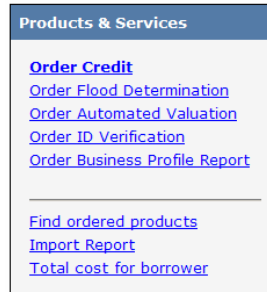 Products & Services
Order Credit
Order Flood Determination
Order Automated Valuation
Order ID Verification
Order Business Profile Report
Find ordered products
Import Report
Total cost for borrower